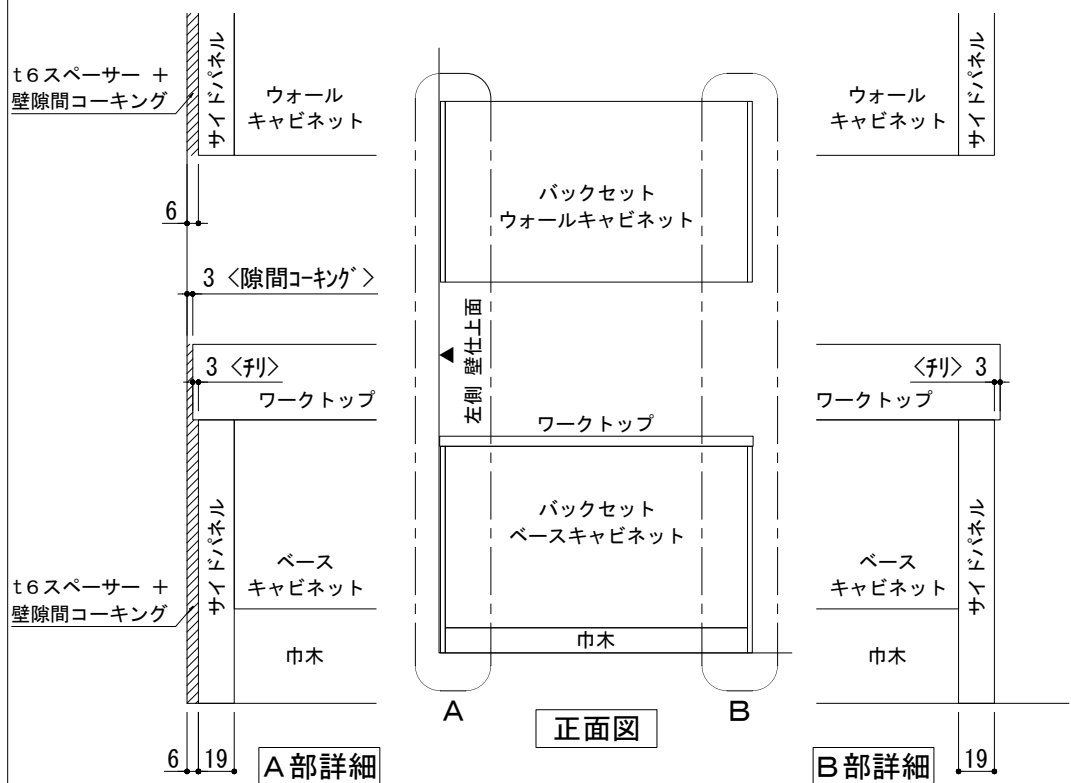 t6スペーサー +
壁隙間コーキング
サイドパネル
ウォール
キャビネット
6
3 <隙間ｺｰｷﾝｸﾞ>
3 <ﾁﾘ>
ワークトップ
サイドパネル
ベース
キャビネット
t6スペーサー +
壁隙間コーキング
巾木
6
19
A部詳細
バックセット
ウォールキャビネット
左側 壁仕上面
ワークトップ
バックセット
ベースキャビネット
巾木
A
B
正面図
ウォール
キャビネット
サイドパネル
<ﾁﾘ> 3
ワークトップ
サイドパネル
ベース
キャビネット
巾木
B部詳細
19